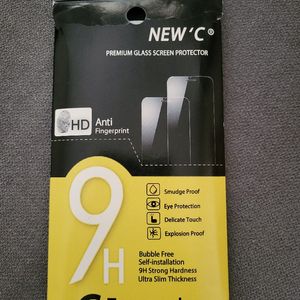 NEW'C®
PREMIUM GLASS SCREEN PROTECTOR
HD
Anti
Fingerprint
9H
Smudge Proof
Eye Protection
Delicate Touch
Explosion Proof
Bubble Free
Self-installation
9H Strong Hardness
Ultra Slim Thickness